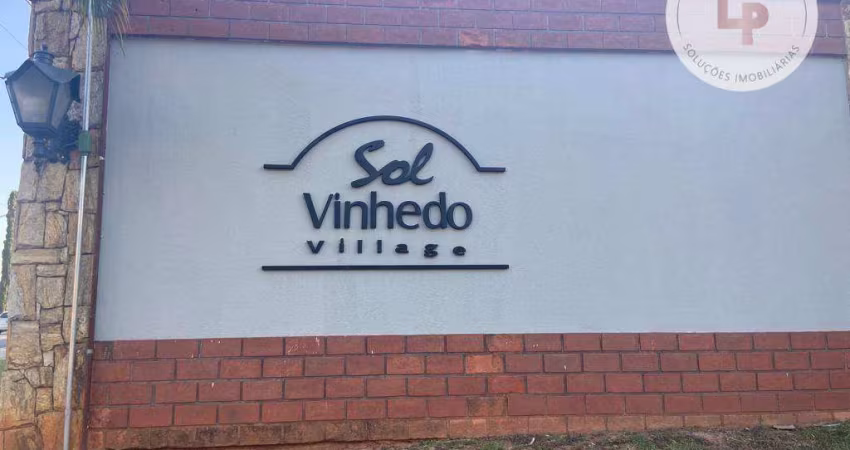 LP
SOLUÇÕES IMOBILIÁRIAS
Sol
Vinhedo
Village